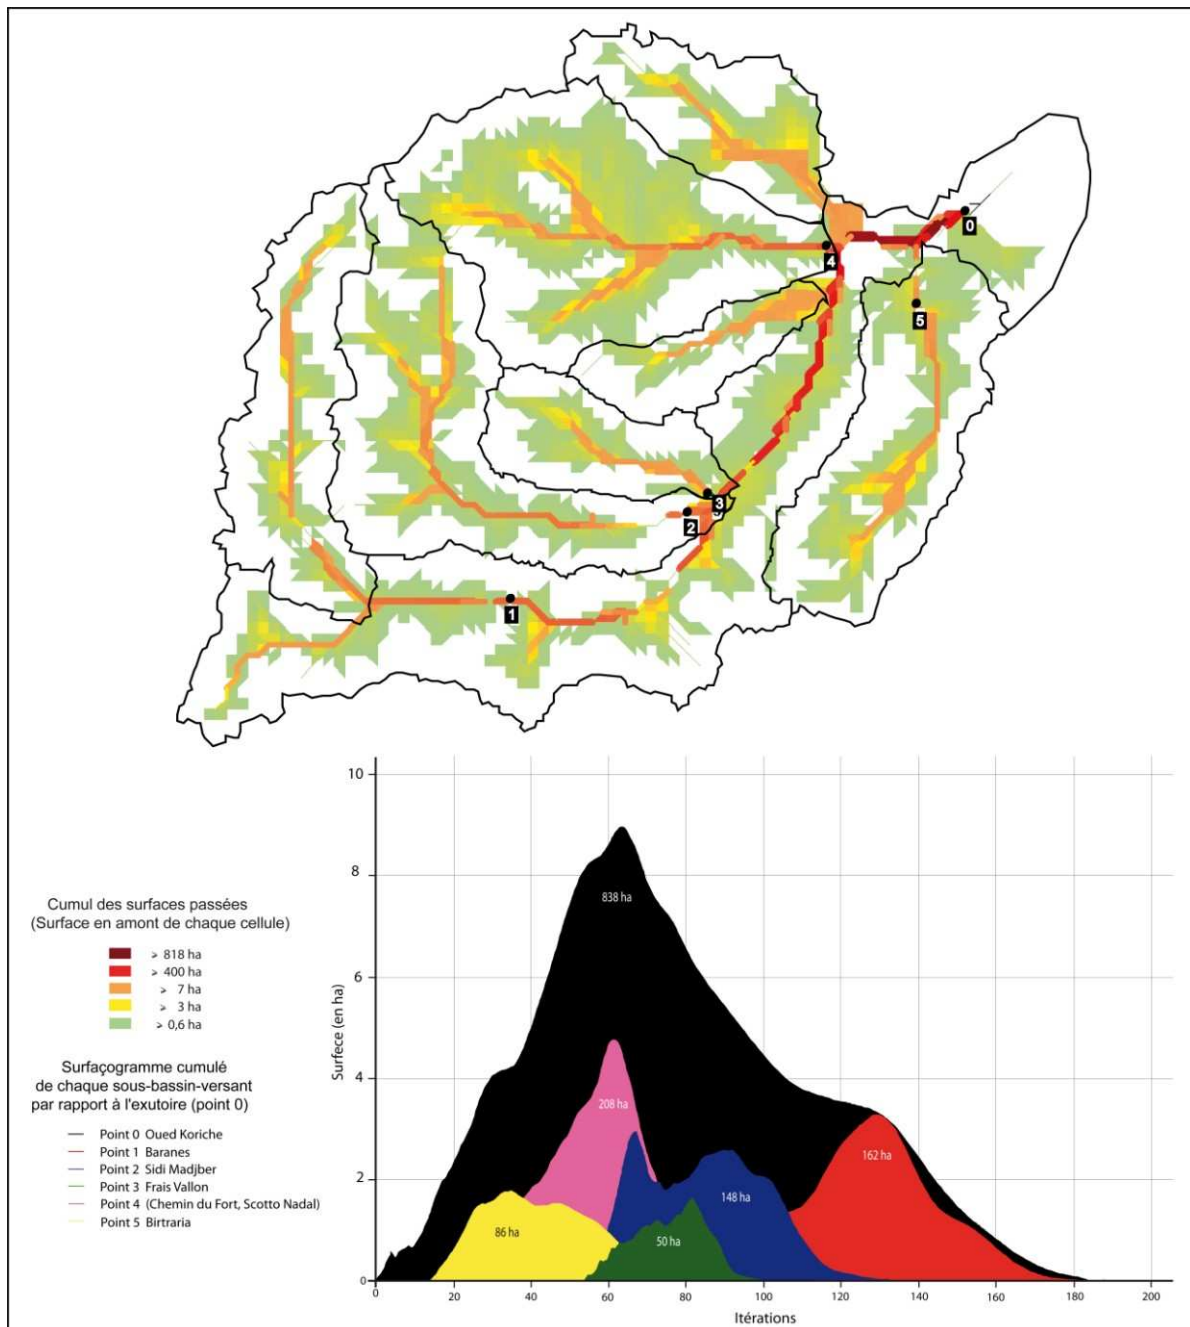 0
4
5
3
2
1
Cumul des surfaces passées
(Surface en amont de chaque cellule)
> 818 ha
> 400 ha
> 7 ha
> 3 ha
> 0,6 ha
Surfaçogramme cumulé
de chaque sous-bassin-versant
par rapport à l'exutoire (point 0)
Point 0 Oued Koriche
Point 1 Baranes
Point 2 Sidi Madjber
Point 3 Frais Vallon
Point 4 (Chemin du Fort, Scotto Nadal)
Point 5 Birtraria
Surfece (en ha)
10
8
6
4
2
0
838 ha
208 ha
162 ha
148 ha
86 ha
50 ha
0 20 40 60 80 100 120 140 160 180 200
Itérations